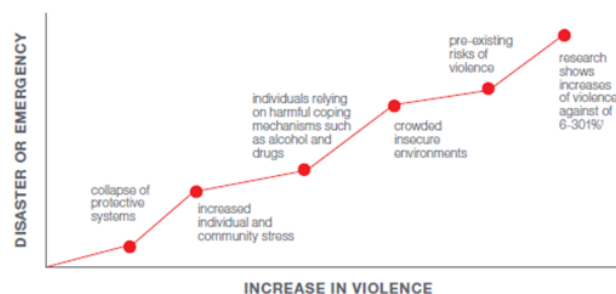 DISASTER OR EMERGENCY
pre-existing
risks of
violence
research
shows
increases
of violence
against of
6-301%¹
individuals relying
on harmful coping
mechanisms such
as alcohol and
drugs
crowded
insecure
environments
collapse of
protective
systems
increased
individual and
community stress
INCREASE IN VIOLENCE